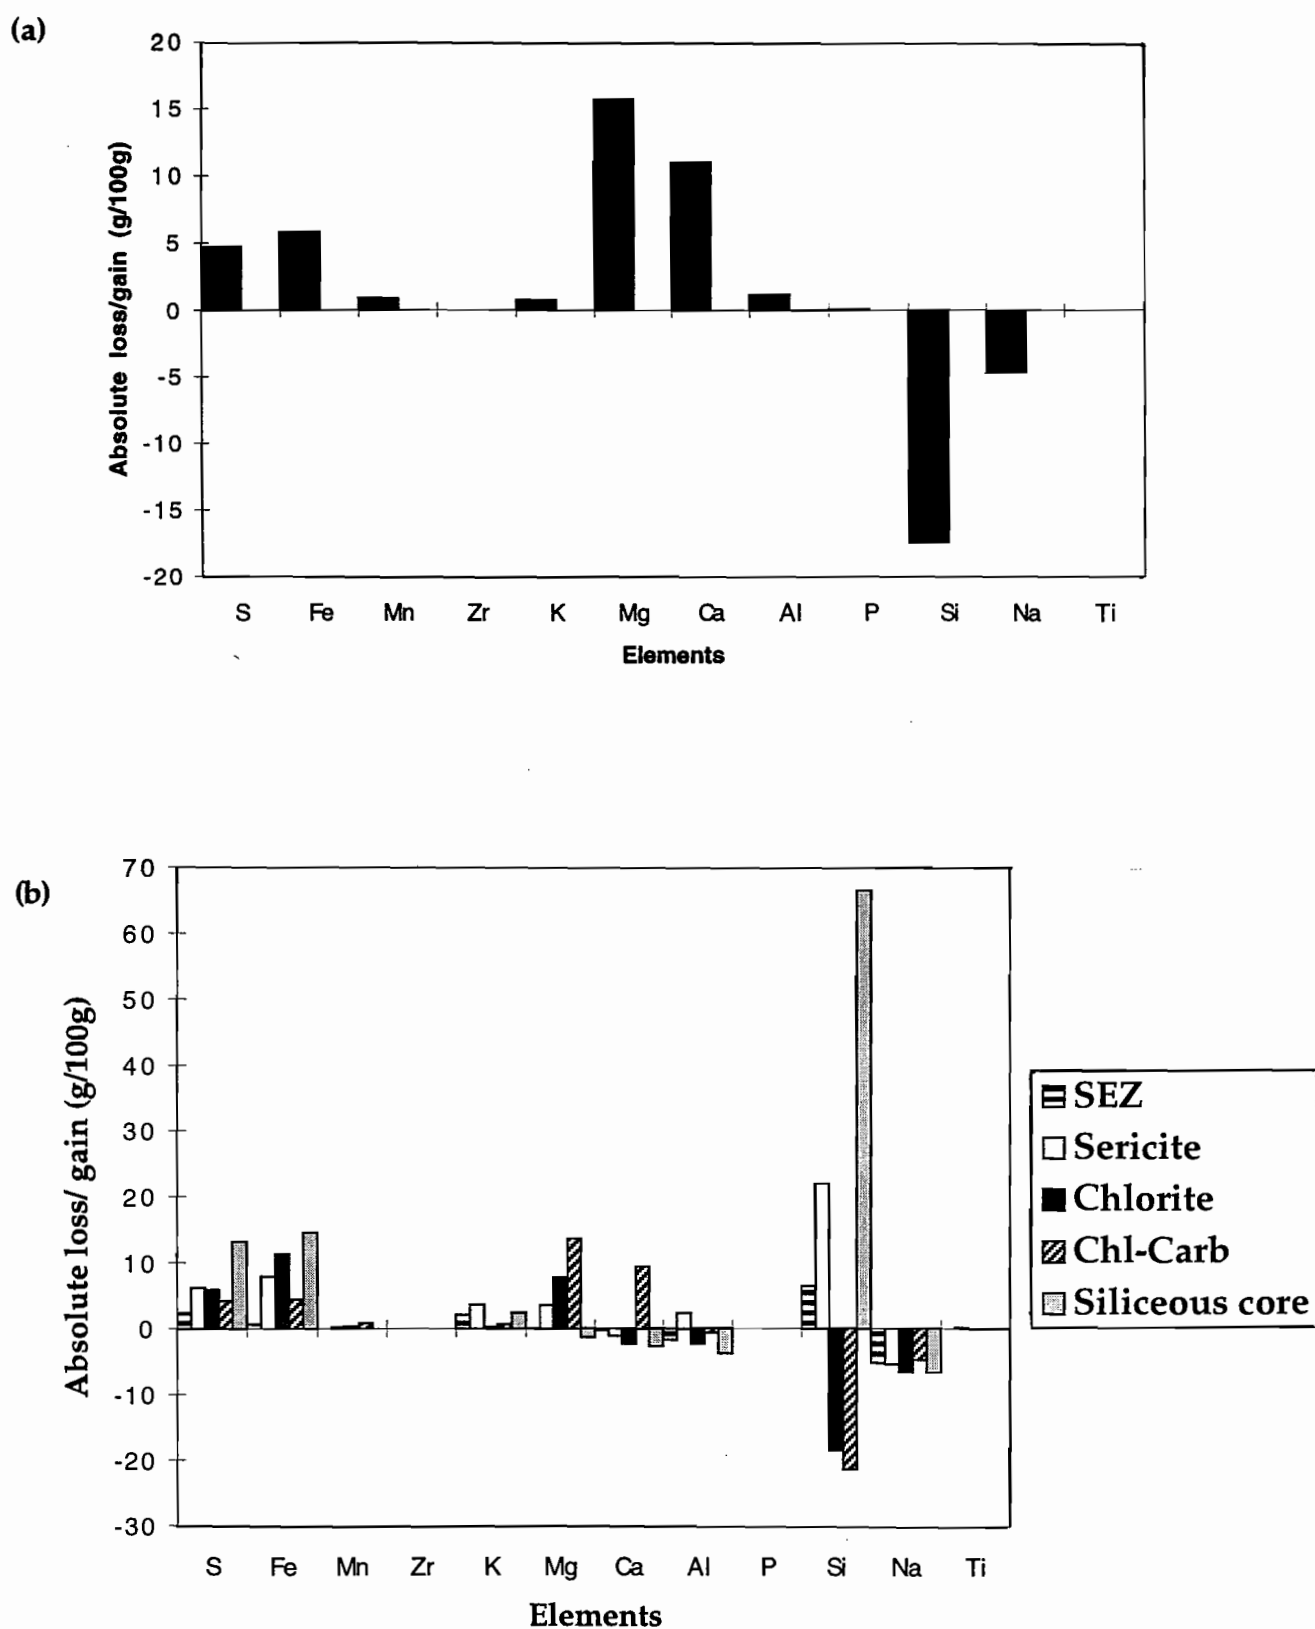 (a)
Absolute loss/gain (g/100g)
20
15
10
5
0
-5
-10
-15
-20
S Fe Mn Zr K Mg Ca Al P Si Na Ti
Elements
(b)
Absolute loss/ gain (g/100g)
70
60
50
40
30
20
10
0
-10
-20
-30
S Fe Mn Zr K Mg Ca Al P Si Na Ti
Elements
SEZ
Sericite
Chlorite
Chl-Carb
Siliceous core